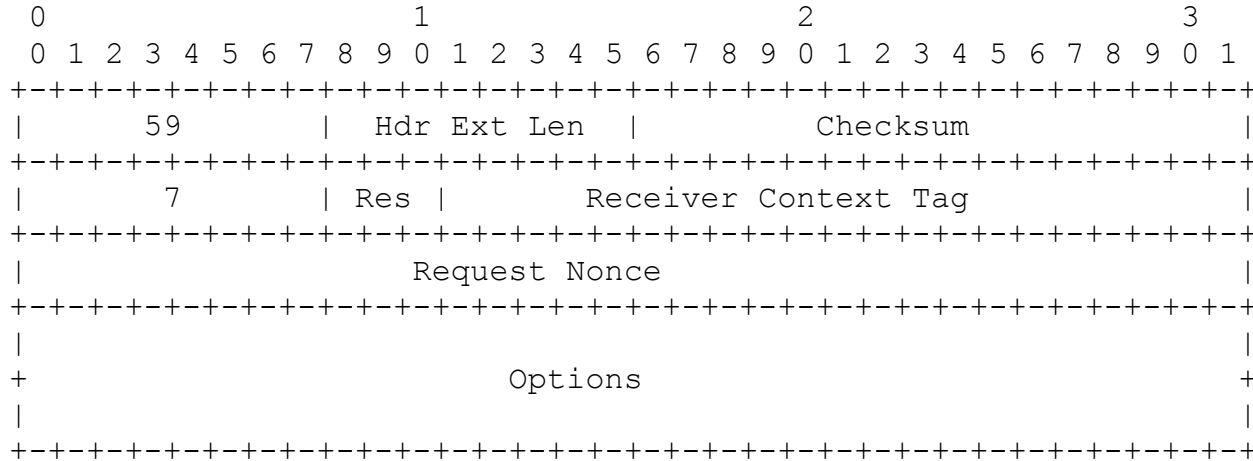 0                   1                   2                   3
 0 1 2 3 4 5 6 7 8 9 0 1 2 3 4 5 6 7 8 9 0 1 2 3 4 5 6 7 8 9 0 1
+-+-+-+-+-+-+-+-+-+-+-+-+-+-+-+-+-+-+-+-+-+-+-+-+-+-+-+-+-+-+-+-+
|      59       |  Hdr Ext Len  |         Checksum              |
+-+-+-+-+-+-+-+-+-+-+-+-+-+-+-+-+-+-+-+-+-+-+-+-+-+-+-+-+-+-+-+-+
|       7       | Res |       Receiver Context Tag              |
+-+-+-+-+-+-+-+-+-+-+-+-+-+-+-+-+-+-+-+-+-+-+-+-+-+-+-+-+-+-+-+-+
|                    Request Nonce                              |
+-+-+-+-+-+-+-+-+-+-+-+-+-+-+-+-+-+-+-+-+-+-+-+-+-+-+-+-+-+-+-+-+
|                                                               |
+                         Options                               +
|                                                               |
+-+-+-+-+-+-+-+-+-+-+-+-+-+-+-+-+-+-+-+-+-+-+-+-+-+-+-+-+-+-+-+-+